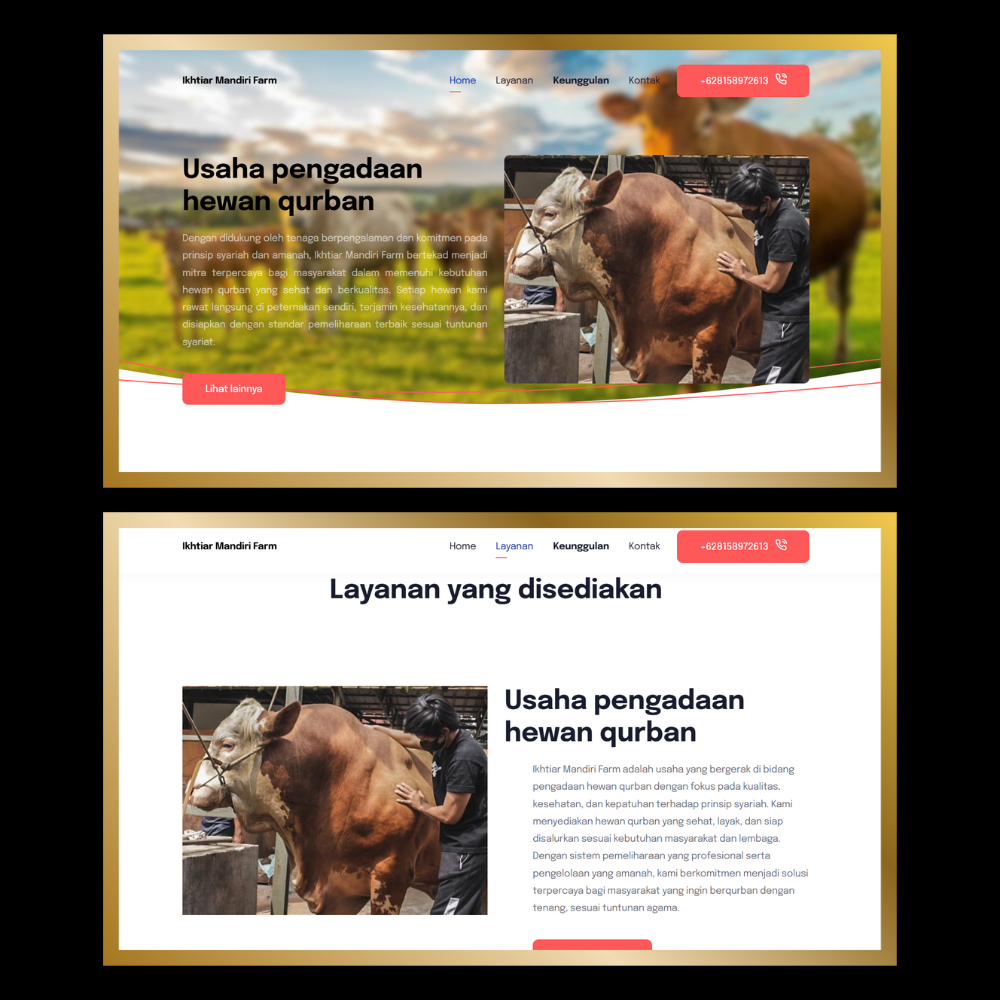 Ikhtiar Mandiri Farm
Home Layanan Keunggulan Kontak +628158972613
Usaha pengadaan
hewan qurban
Dengan didukung oleh tenaga berpengalaman dan komitmen pada
prinsip syariah dan amanah, Ikhtiar Mandiri Farm bertekad menjadi
mitra terpercaya bagi masyarakat dalam memenuhi kebutuhan
hewan qurban yang sehat dan berkualitas. Setiap hewan kami
rawat langsung di peternakan sendiri, terjamin kesehatannya, dan
disiapkan dengan standar pemeliharaan terbaik sesuai tuntunan
syariat.
Lihat lainnya
Ikhtiar Mandiri Farm
Home Layanan Keunggulan Kontak +628158972613
Layanan yang disediakan
Usaha pengadaan
hewan qurban
Ikhtiar Mandiri Farm adalah usaha yang bergerak di bidang
pengadaan hewan qurban dengan fokus pada kualitas,
kesehatan, dan kepatuhan terhadap prinsip syariah. Kami
menyediakan hewan qurban yang sehat, layak, dan siap
disalurkan sesuai kebutuhan masyarakat dan lembaga.
Dengan sistem pemeliharaan yang profesional serta
pengelolaan yang amanah, kami berkomitmen menjadi solusi
terpercaya bagi masyarakat yang ingin berqurban dengan
tenang, sesuai tuntunan agama.